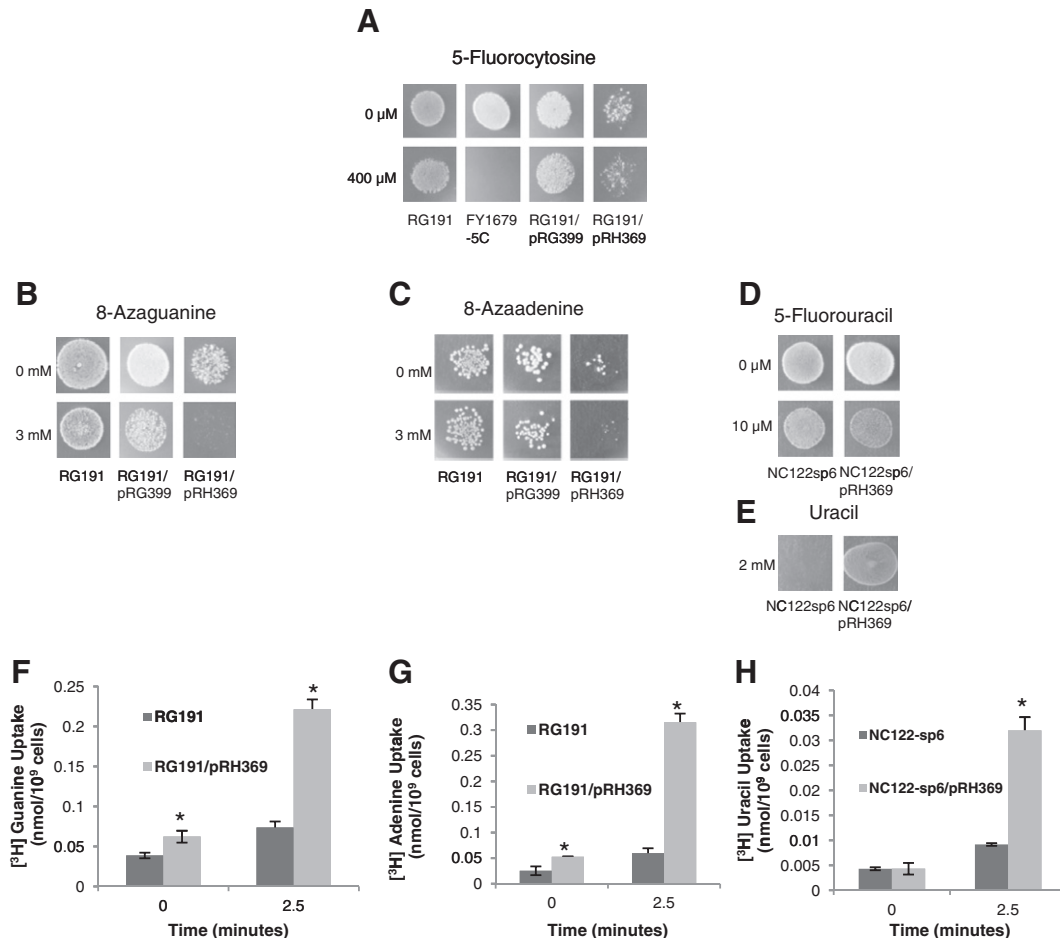 A
5-Fluorocytosine
0 µM
400 µM
RG191 FY1679 RG191/ RG191/
-5C pRG399 pRH369
B
8-Azaguanine
0 mM
3 mM
RG191 RG191/ RG191/
pRG399 pRH369
C
8-Azaadenine
0 mM
3 mM
RG191 RG191/ RG191/
pRG399 pRH369
D
5-Fluorouracil
0 µM
10 µM
NC122sp6 NC122sp6/
pRH369
E
Uracil
2 mM
NC122sp6 NC122sp6/
pRH369
F
[³H] Guanine Uptake
(nmol/10⁹ cells)
0.25
0.2
0.15
0.1
0.05
0
RG191
RG191/pRH369
*
*
0 2.5
Time (minutes)
G
[³H] Adenine Uptake
(nmol/10⁹ cells)
0.35
0.3
0.25
0.2
0.15
0.1
0.05
0
RG191
RG191/pRH369
*
*
0 2.5
Time (minutes)
H
[³H] Uracil Uptake
(nmol/10⁹ cells)
0.04
0.035
0.03
0.025
0.02
0.015
0.01
0.005
0
NC122-sp6
NC122-sp6/pRH369
*
0 2.5
Time (minutes)